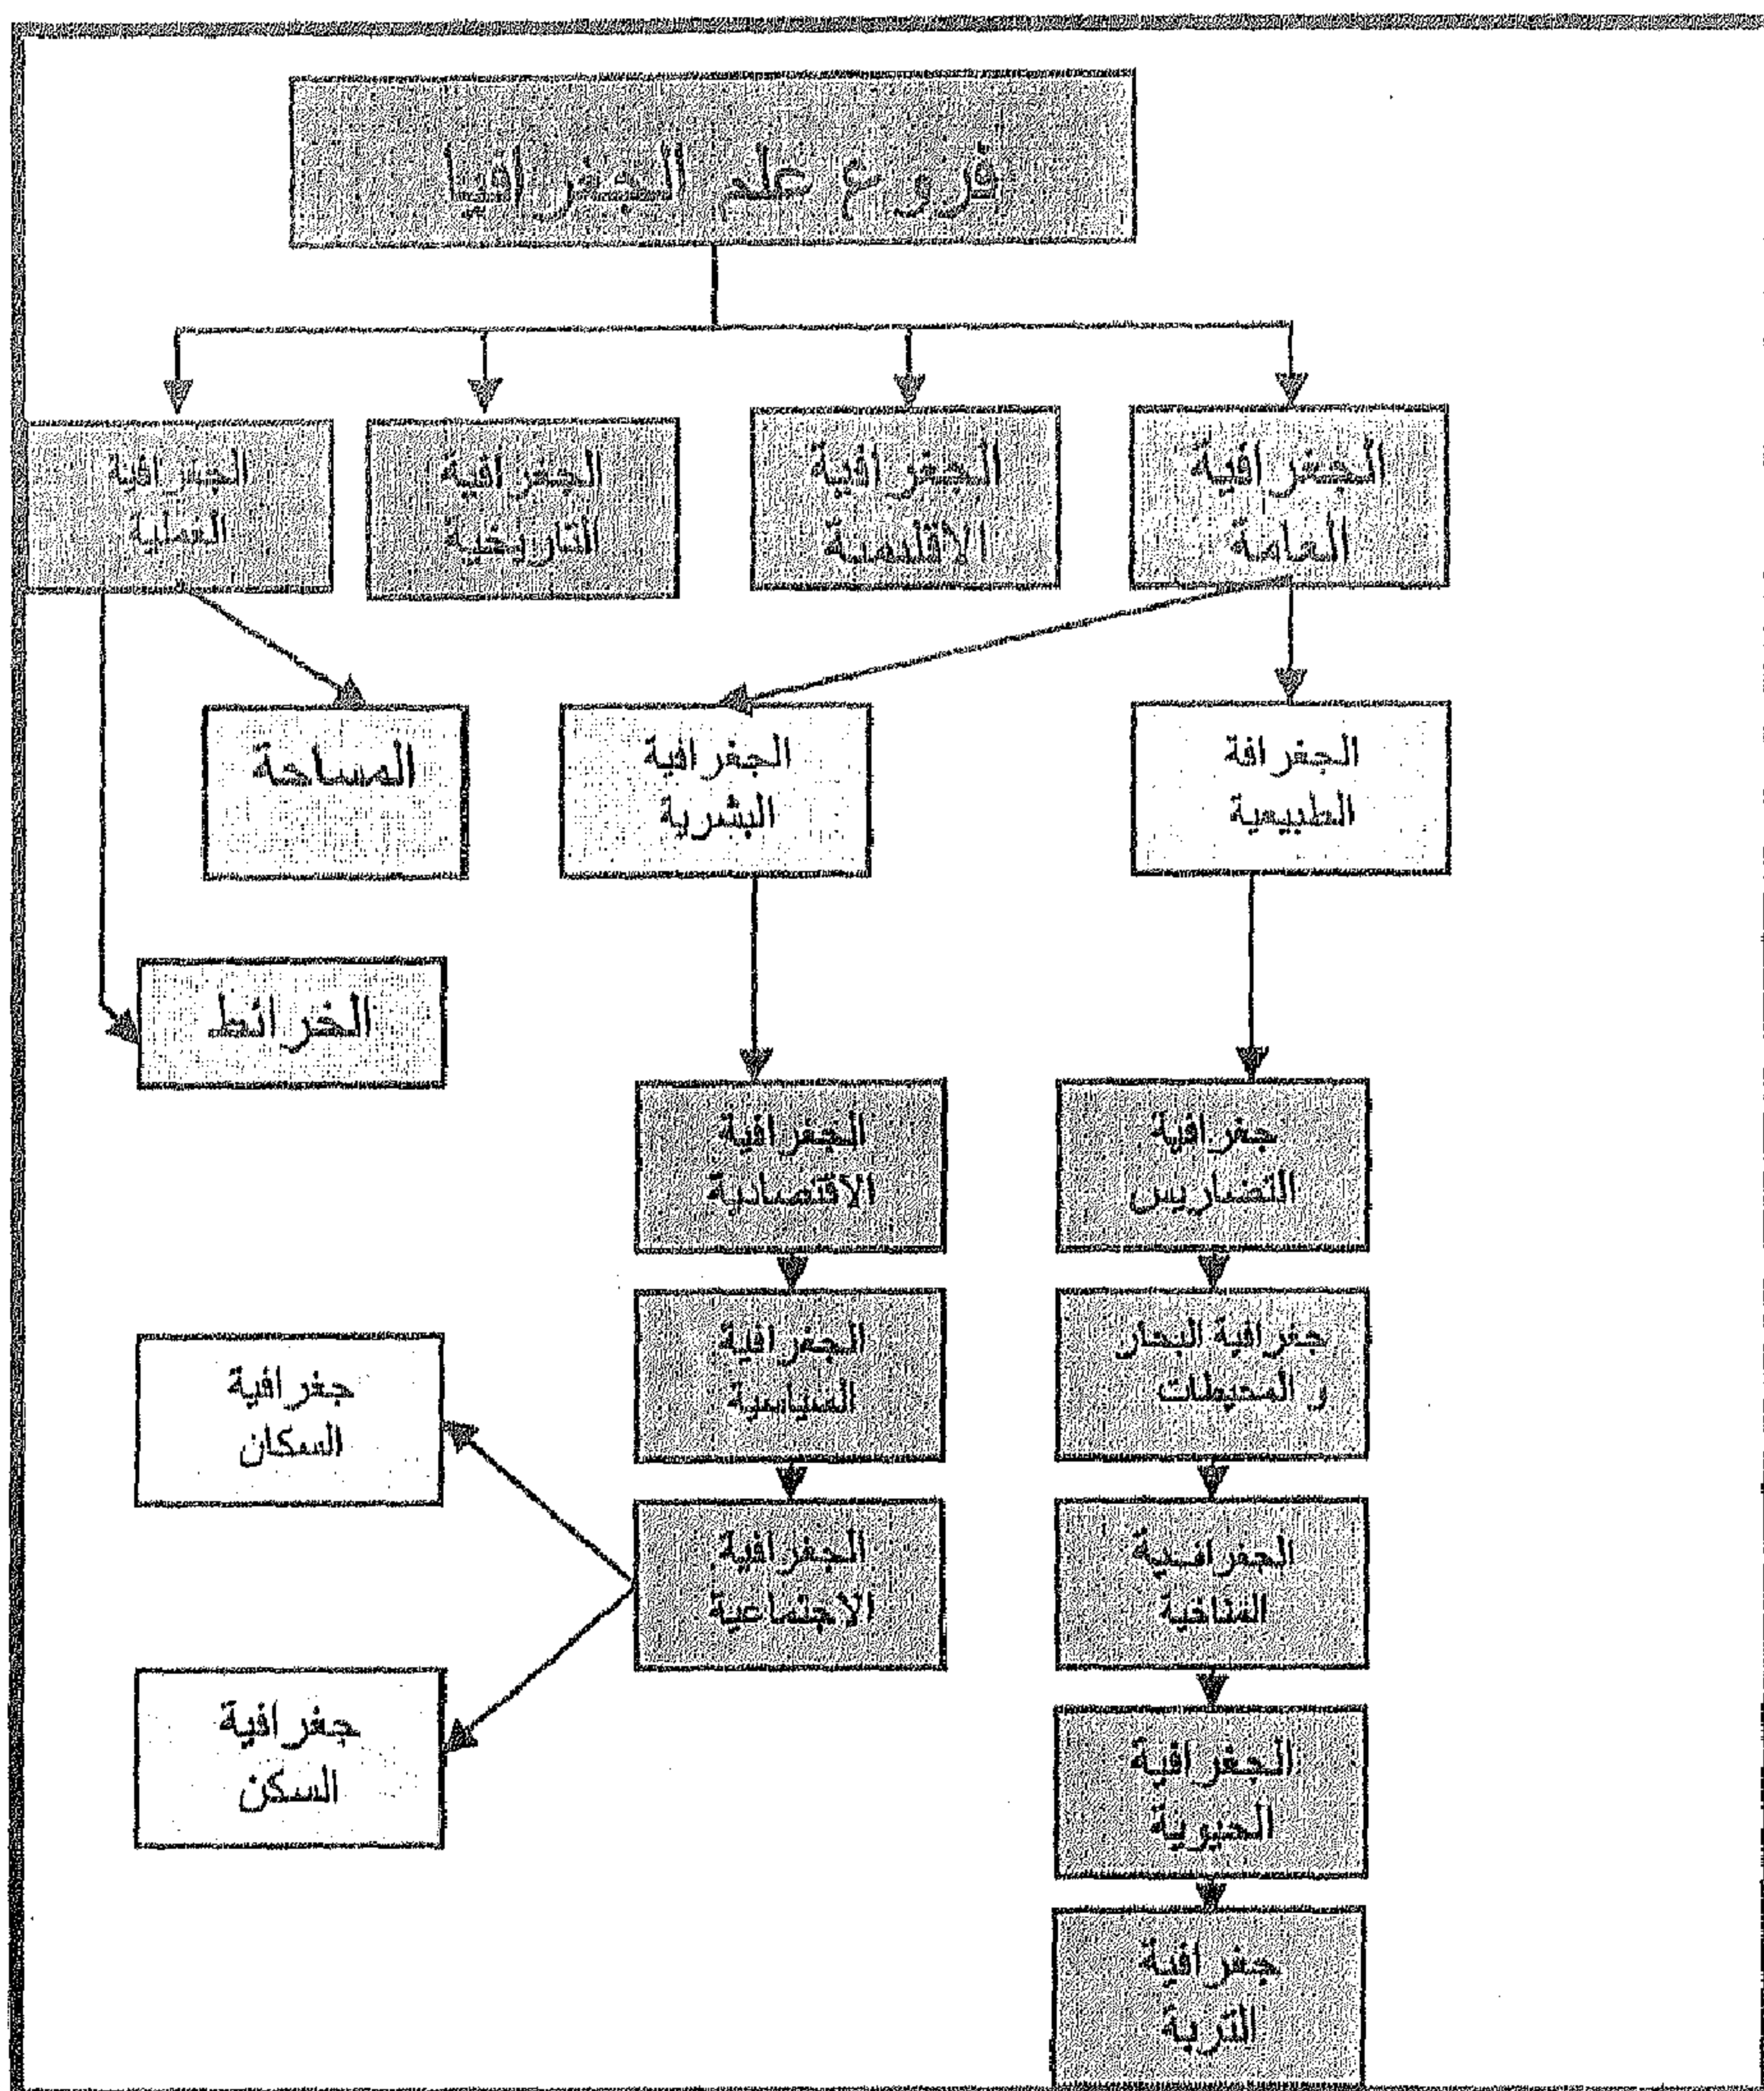 فروع علم الجغرافيا
الجغرافية
العامة
الجغرافية
الاقليمية
الجغرافية
التاريخية
الجغرافية
العملية
الجغرافة
الطبيعية
الجغرافية
البشرية
المساحة
الخرائط
جغرافية
التضاريس
الجغرافية
الاقتصادية
جغرافية البحار
و المحيطات
الجغرافية
السياسية
جغرافية
السكان
الجغرافية
المناخية
الجغرافية
الاجتماعية
جغرافية
السكن
الجغرافية
الحيوية
جغرافية
التربة